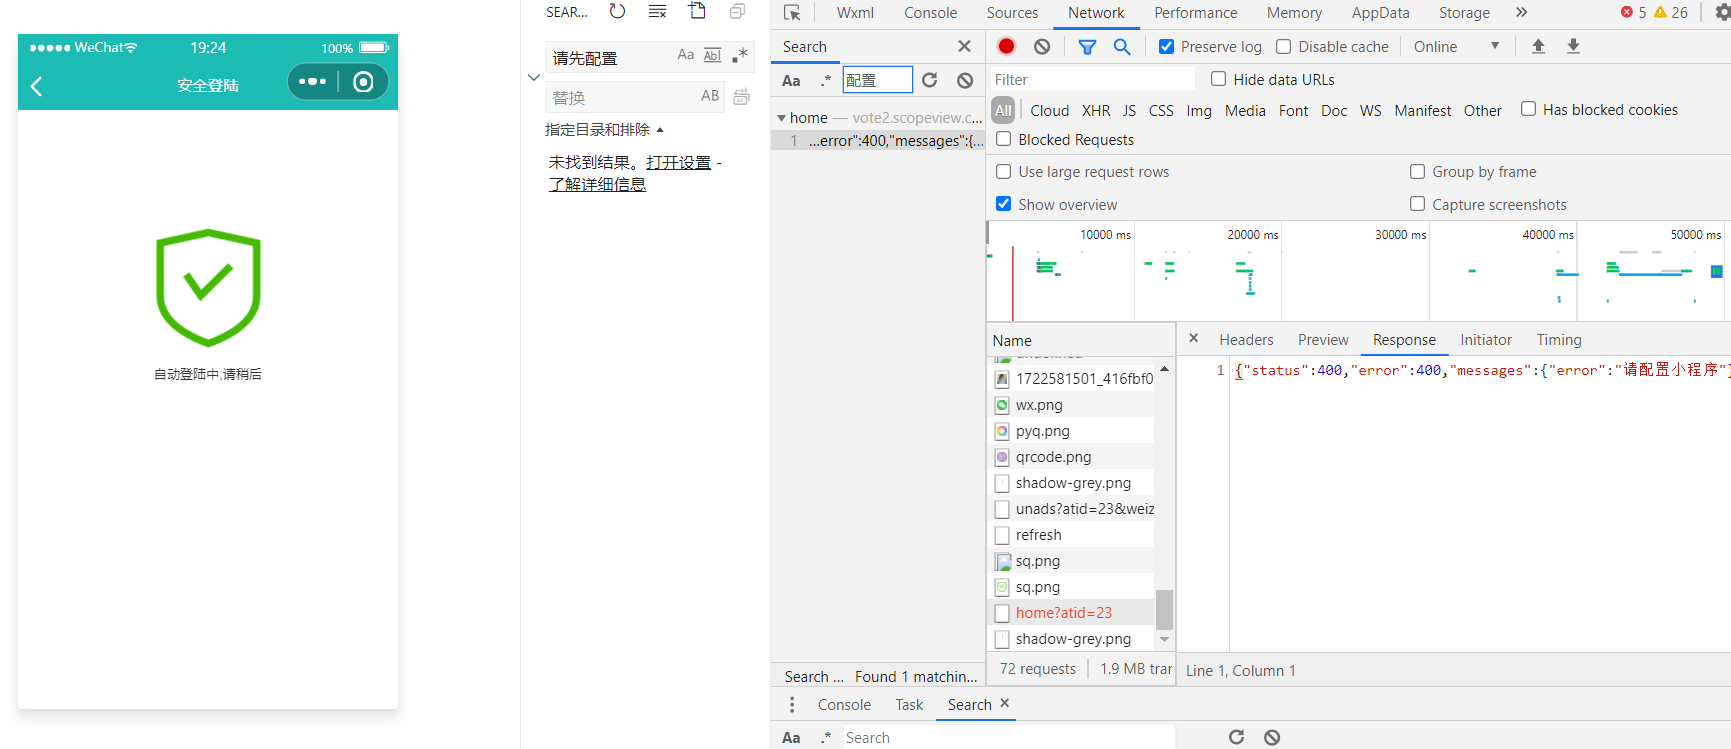 WeChat 19:24 100%
安全登陆
自动登陆中,请稍后
SEAR...
请先配置 Aa Abl .*
替换 AB
指定目录和排除
未找到结果。打开设置 -
了解详细信息
Wxml Console Sources Network Performance Memory AppData Storage » 5 26
Search
Aa .* 配置
home — vote2.scopeview.c...
1 ...error":400,"messages":{...
Search ... Found 1 matchin...
Preserve log Disable cache Online
Filter Hide data URLs
All Cloud XHR JS CSS Img Media Font Doc WS Manifest Other Has blocked cookies
Blocked Requests
Use large request rows Group by frame
Show overview Capture screenshots
10000 ms 20000 ms 30000 ms 40000 ms 50000 ms
Name
1722581501_416fbf0
wx.png
pyq.png
qrcode.png
shadow-grey.png
unads?atid=23&weiz
refresh
sq.png
sq.png
home?atid=23
shadow-grey.png
72 requests 1.9 MB trar
Headers Preview Response Initiator Timing
1 {"status":400,"error":400,"messages":{"error":"请配置小程序"
Line 1, Column 1
Console Task Search
Aa .* Search